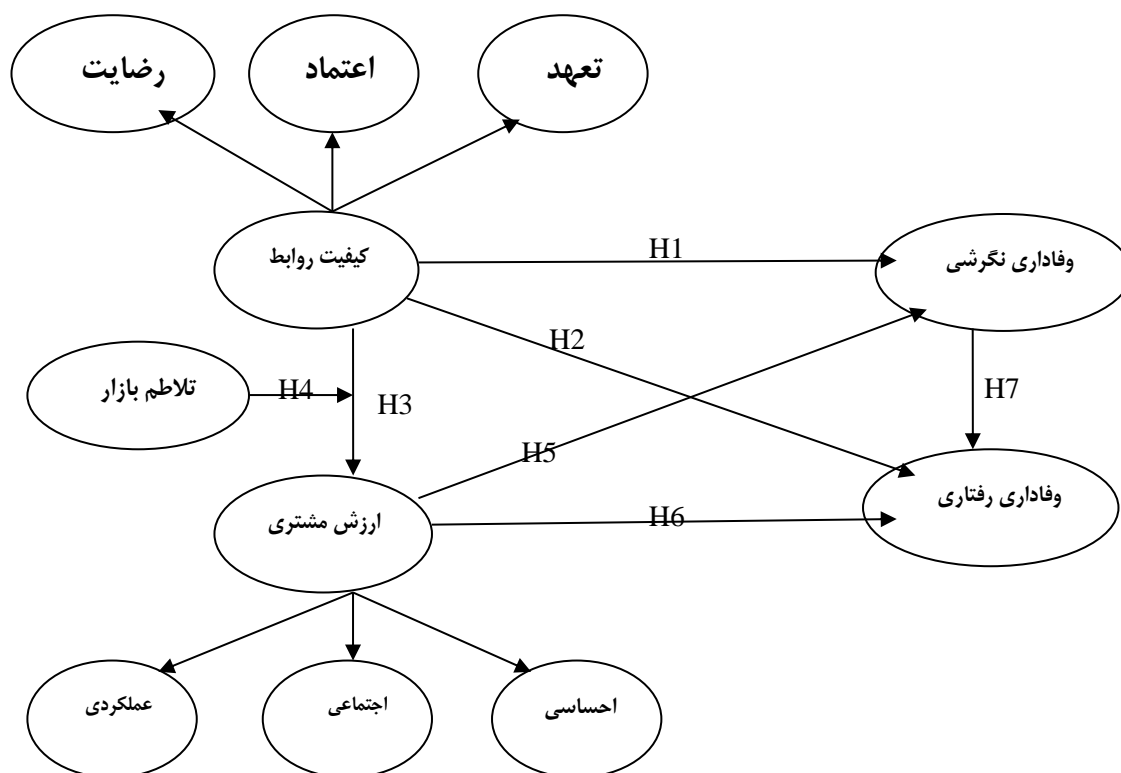 رضایت
اعتماد
تعهد
کیفیت روابط
H1
وفاداری نگرشی
H2
تلاطم بازار
H4
H3
H7
H5
ارزش مشتری
H6
وفاداری رفتاری
عملکردی
اجتماعی
احساسی